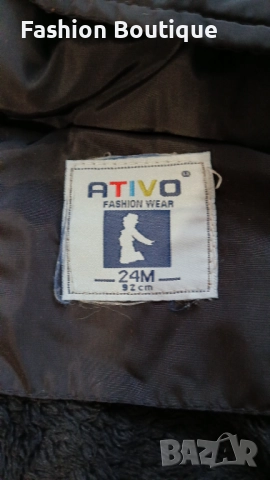 Fashion Boutique
ATIVO ®
FASHION WEAR
24M
92cm
BAZAR